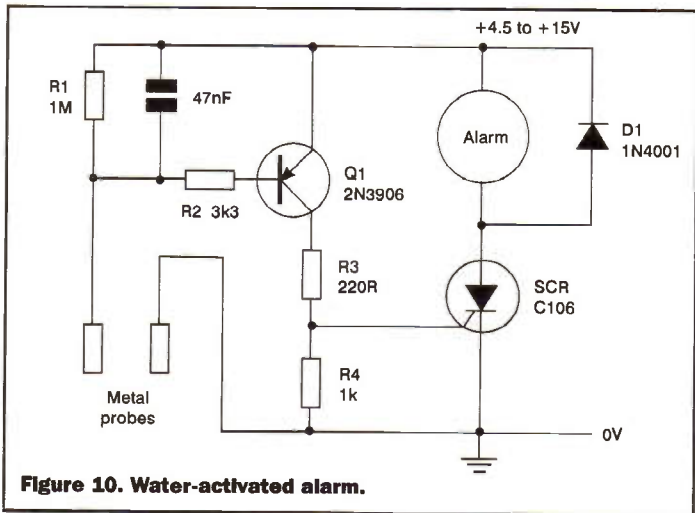 +4.5 to +15V
R1
1M
47nF
Alarm
D1
1N4001
Q1
2N3906
R2 3k3
R3
220R
SCR
C106
R4
1k
Metal
probes
0V
Figure 10. Water-activated alarm.